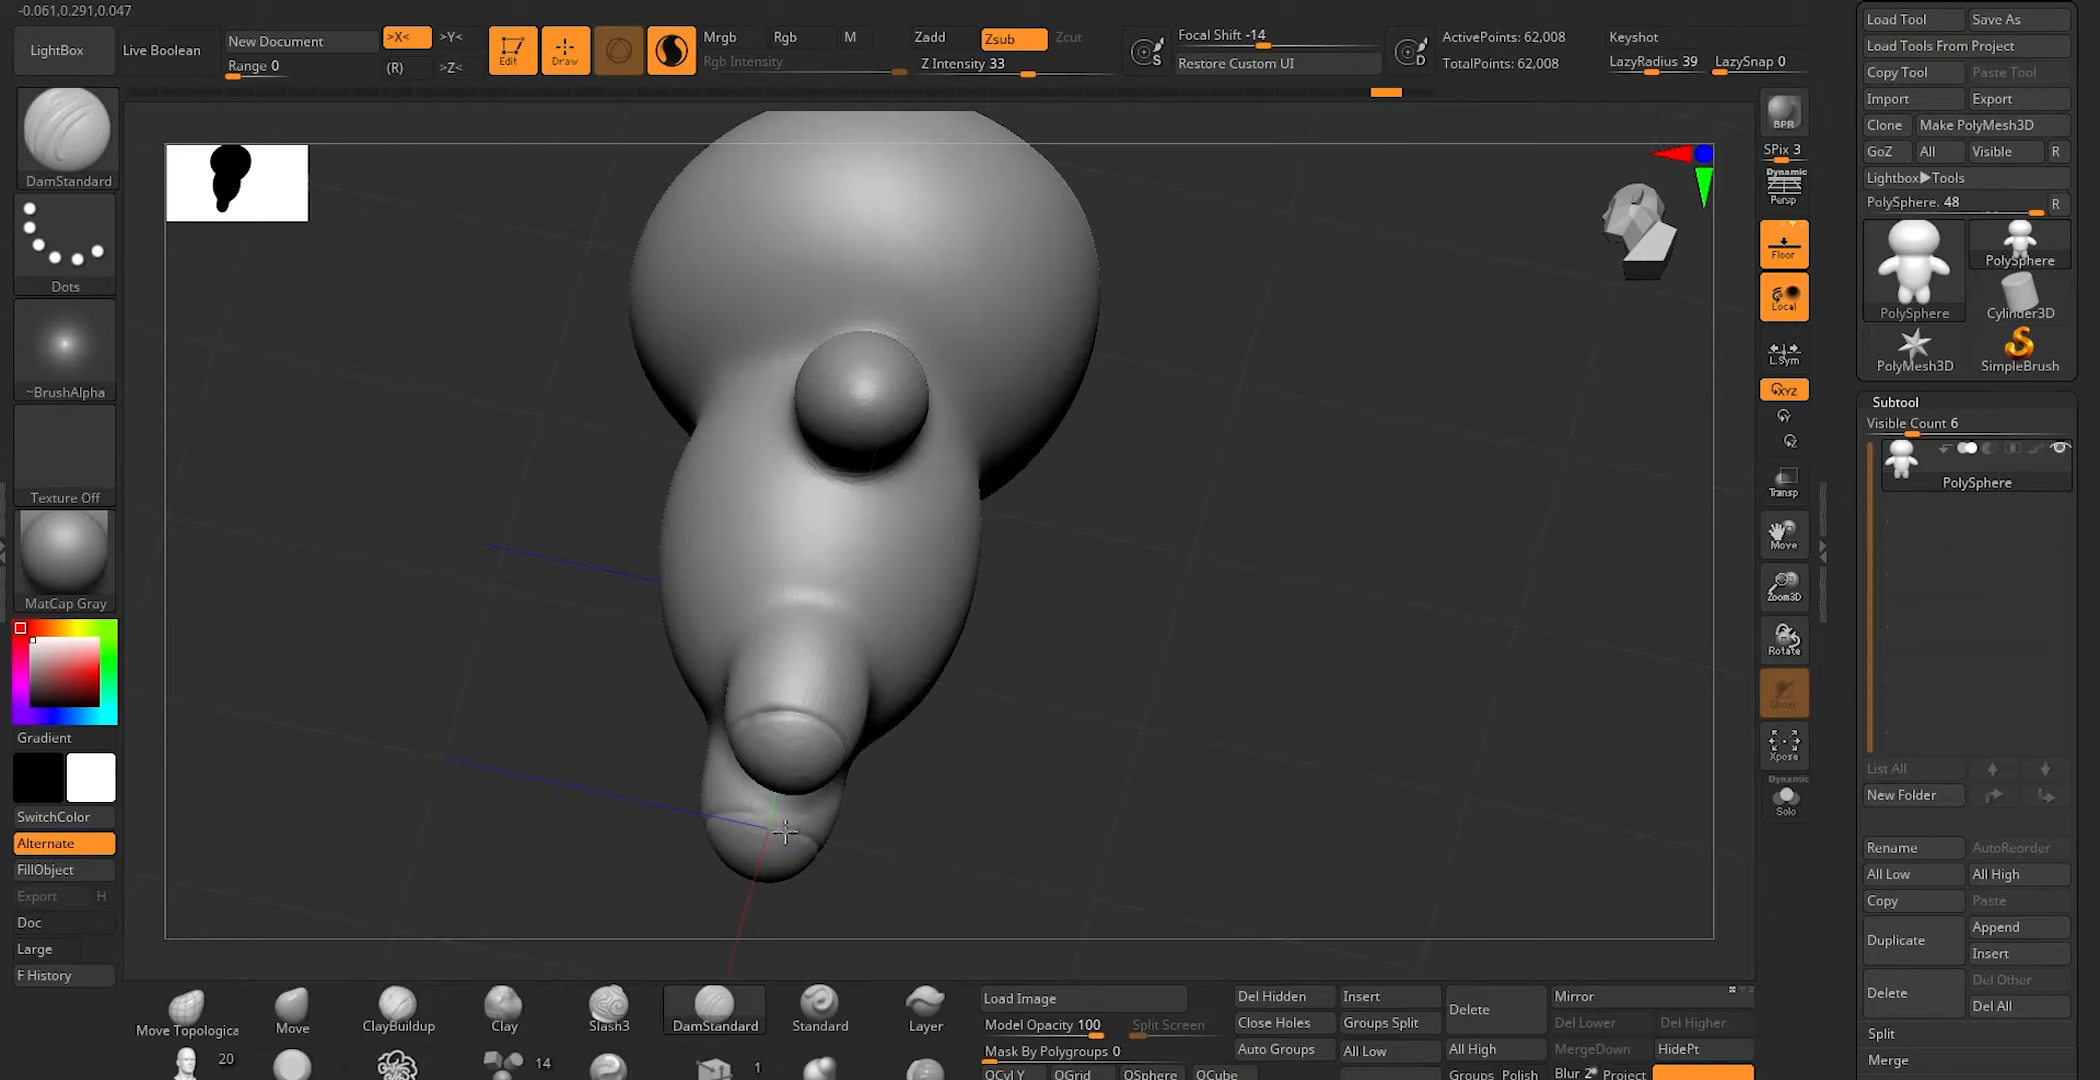 -0.061,0.291,0.047
LightBox
Live Boolean
New Document
Range 0
>X<
>Y<
(R)
>Z<
Edit
Draw
Mrgb
Rgb
M
Rgb Intensity
Zadd
Zsub
Zcut
Z Intensity 33
S
Focal Shift -14
Restore Custom UI
D
ActivePoints: 62,008
TotalPoints: 62,008
Keyshot
LazyRadius 39
LazySnap 0
DamStandard
Dots
~BrushAlpha
Texture Off
MatCap Gray
Gradient
SwitchColor
Alternate
FillObject
Export
H
Doc
Large
F History
BPR
SPix 3
Dynamic
Persp
Floor
Local
L.Sym
XYZ
Y
Z
Transp
Move
Zoom3D
Rotate
Ghost
Xpose
Dynamic
Solo
Load Tool
Save As
Load Tools From Project
Copy Tool
Paste Tool
Import
Export
Clone
Make PolyMesh3D
GoZ
All
Visible
R
Lightbox▶Tools
PolySphere. 48
R
PolySphere
PolySphere
Cylinder3D
PolyMesh3D
SimpleBrush
Subtool
Visible Count 6
PolySphere
List All
New Folder
Rename
AutoReorder
All Low
All High
Copy
Paste
Duplicate
Append
Insert
Delete
Del Other
Del All
Split
Merge
Move Topologica
Move
ClayBuildup
Clay
Slash3
DamStandard
Standard
Layer
20
14
1
Load Image
Model Opacity 100
Split Screen
Mask By Polygroups 0
QCyl Y
QGrid
QSphere
QCube
Del Hidden
Insert
Delete
Mirror
Close Holes
Groups Split
Del Lower
Del Higher
Auto Groups
All Low
All High
MergeDown
HidePt
Groups
Polish
Blur 2
Project